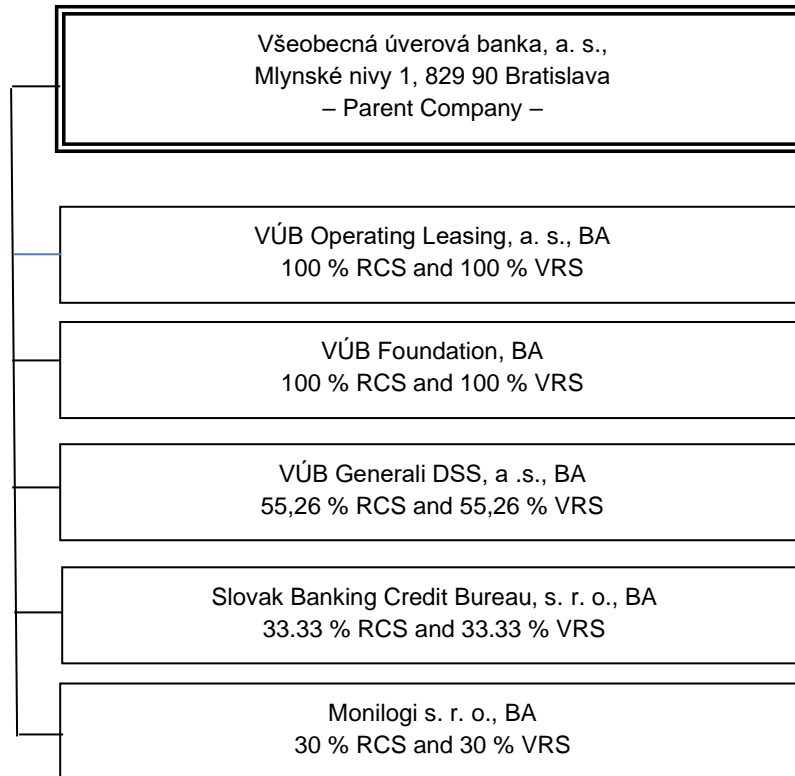 Všeobecná úverová banka, a. s.,
Mlynské nivy 1, 829 90 Bratislava
– Parent Company –
VÚB Operating Leasing, a. s., BA
100 % RCS and 100 % VRS
VÚB Foundation, BA
100 % RCS and 100 % VRS
VÚB Generali DSS, a .s., BA
55,26 % RCS and 55,26 % VRS
Slovak Banking Credit Bureau, s. r. o., BA
33.33 % RCS and 33.33 % VRS
Monilogi s. r. o., BA
30 % RCS and 30 % VRS